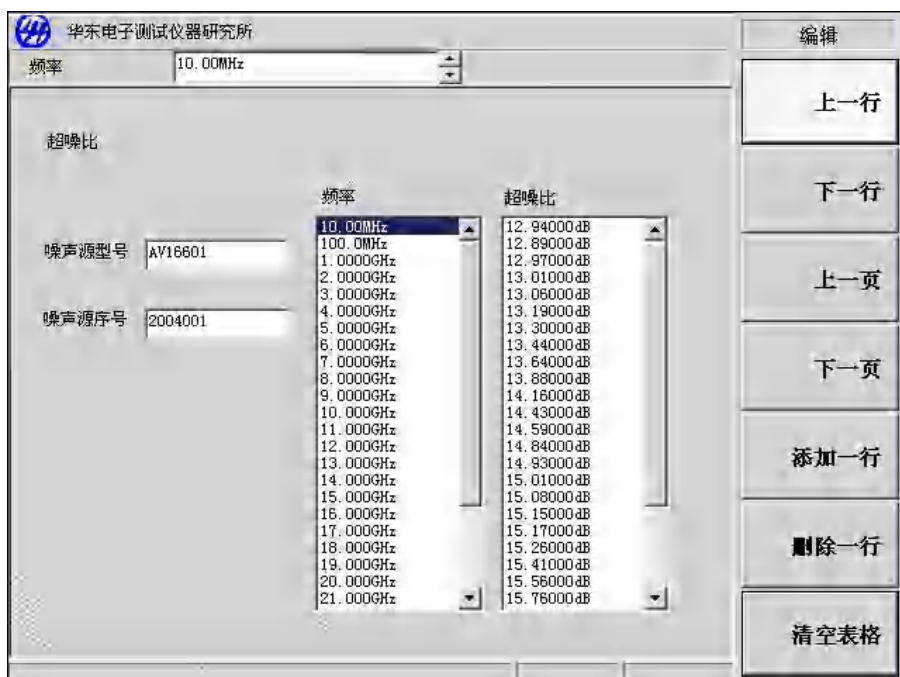 华东电子测试仪器研究所
编辑
频率 10.00MHz
上一行
超噪比
频率 超噪比
下一行
噪声源型号 AV16601
噪声源序号 2004001
10.00MHz 12.94000dB
100.0MHz 12.89000dB
1.0000GHz 12.97000dB
2.0000GHz 13.01000dB
3.0000GHz 13.06000dB
4.0000GHz 13.19000dB
5.0000GHz 13.30000dB
6.0000GHz 13.44000dB
7.0000GHz 13.64000dB
8.0000GHz 13.88000dB
9.0000GHz 14.16000dB
10.000GHz 14.43000dB
11.000GHz 14.59000dB
12.000GHz 14.84000dB
13.000GHz 14.93000dB
14.000GHz 15.01000dB
15.000GHz 15.08000dB
16.000GHz 15.15000dB
17.000GHz 15.17000dB
18.000GHz 15.26000dB
19.000GHz 15.41000dB
20.000GHz 15.56000dB
21.000GHz 15.76000dB
上一页
下一页
添加一行
删除一行
清空表格